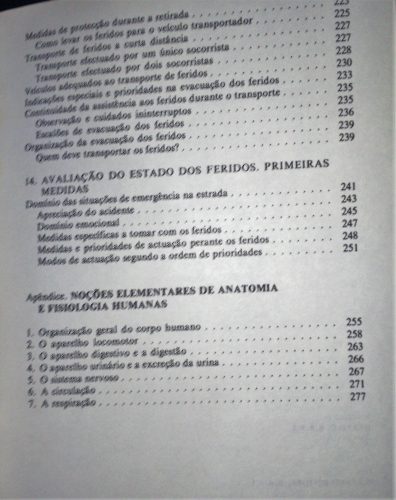 Medidas de protecção durante a retirada . . . . . . . . . . . . . . . . 223
Como levar os feridos para o veículo transportador . . . . . . . 225
Transporte de feridos a curta distância . . . . . . . . . . . . . . . . 227
Transporte efectuado por um único socorrista . . . . . . . . . . 227
Transporte efectuado por dois socorristas . . . . . . . . . . . . . 228
Veículos adequados ao transporte de feridos . . . . . . . . . . . . . 230
Indicações especiais e prioridades na evacuação dos feridos . . . . 233
Continuidade da assistência aos feridos durante o transporte . . . . 235
Observação e cuidados ininterruptos . . . . . . . . . . . . . . . . 235
Escalões de evacuação dos feridos . . . . . . . . . . . . . . . . . 236
Organização da evacuação dos feridos . . . . . . . . . . . . . . . . 239
Quem deve transportar os feridos? . . . . . . . . . . . . . . . . . 239
14. AVALIAÇÃO DO ESTADO DOS FERIDOS. PRIMEIRAS
MEDIDAS
Domínio das situações de emergência na estrada . . . . . . . . . . . 241
Apreciação do acidente . . . . . . . . . . . . . . . . . . . . . . . 243
Domínio emocional . . . . . . . . . . . . . . . . . . . . . . . . . 245
Medidas específicas a tomar com os feridos . . . . . . . . . . . . . 247
Medidas e prioridades de actuação perante os feridos . . . . . . . . 248
Modos de actuação segundo a ordem de prioridades . . . . . . . . . . 251
Apêndice. NOÇÕES ELEMENTARES DE ANATOMIA
E FISIOLOGIA HUMANAS
1. Organização geral do corpo humano . . . . . . . . . . . . . . . . 255
2. O aparelho locomotor . . . . . . . . . . . . . . . . . . . . . . . 258
3. O aparelho digestivo e a digestão . . . . . . . . . . . . . . . . . 263
4. O aparelho urinário e a excreção da urina . . . . . . . . . . . . . 266
5. O sistema nervoso . . . . . . . . . . . . . . . . . . . . . . . . . 267
6. A circulação . . . . . . . . . . . . . . . . . . . . . . . . . . . 271
7. A respiração . . . . . . . . . . . . . . . . . . . . . . . . . . . 277